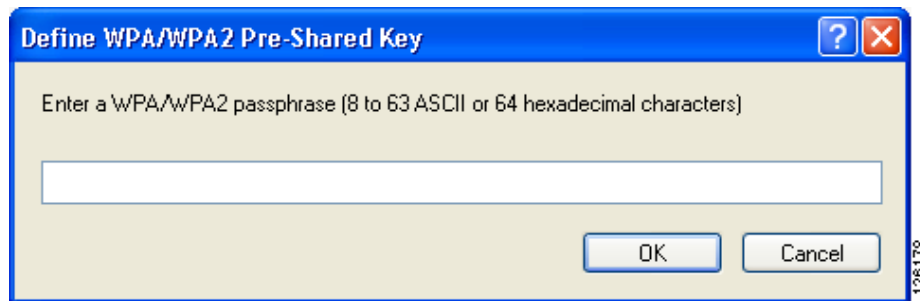 Define WPA/WPA2 Pre-Shared Key
Enter a WPA/WPA2 passphrase (8 to 63 ASCII or 64 hexadecimal characters)
OK Cancel